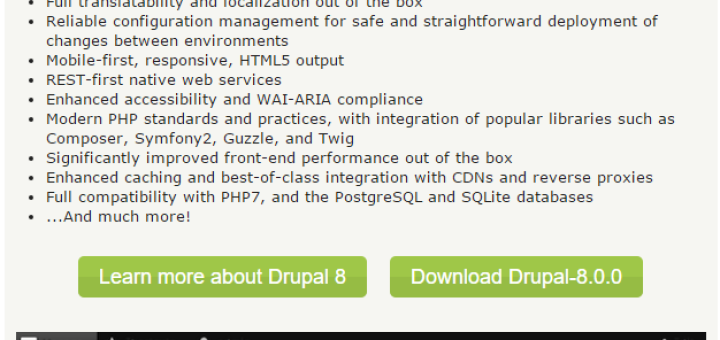 • Full translatability and localization out of the box
• Reliable configuration management for safe and straightforward deployment of
changes between environments
• Mobile-first, responsive, HTML5 output
• REST-first native web services
• Enhanced accessibility and WAI-ARIA compliance
• Modern PHP standards and practices, with integration of popular libraries such as
Composer, Symfony2, Guzzle, and Twig
• Significantly improved front-end performance out of the box
• Enhanced caching and best-of-class integration with CDNs and reverse proxies
• Full compatibility with PHP7, and the PostgreSQL and SQLite databases
• ...And much more!
Learn more about Drupal 8
Download Drupal-8.0.0